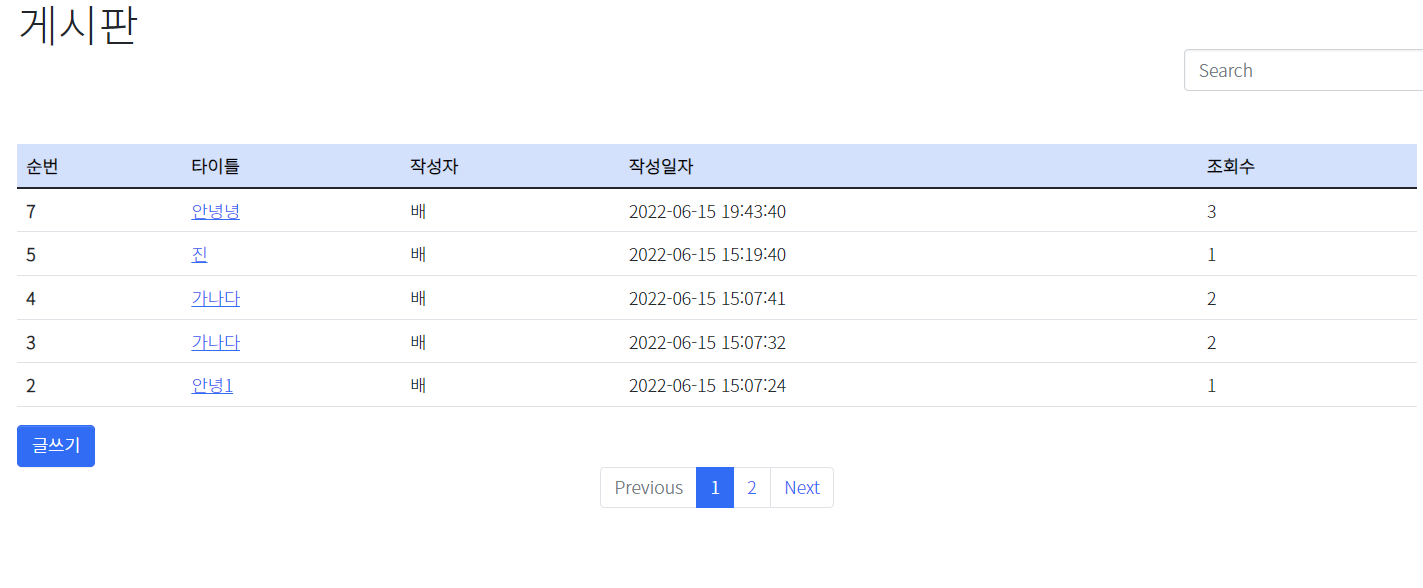 게시판
Search
순번 타이틀 작성자 작성일자 조회수
7 안녕녕 배 2022-06-15 19:43:40 3
5 진 배 2022-06-15 15:19:40 1
4 가나다 배 2022-06-15 15:07:41 2
3 가나다 배 2022-06-15 15:07:32 2
2 안녕1 배 2022-06-15 15:07:24 1
글쓰기
Previous 1 2 Next